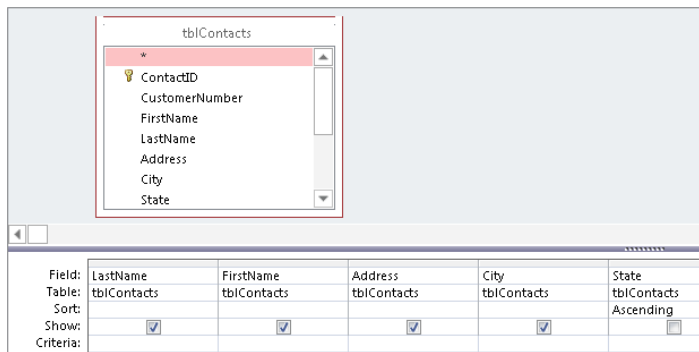 tblContacts
*
ContactID
CustomerNumber
FirstName
LastName
Address
City
State
Field: LastName FirstName Address City State
Table: tblContacts tblContacts tblContacts tblContacts tblContacts
Sort: Ascending
Show:
Criteria: